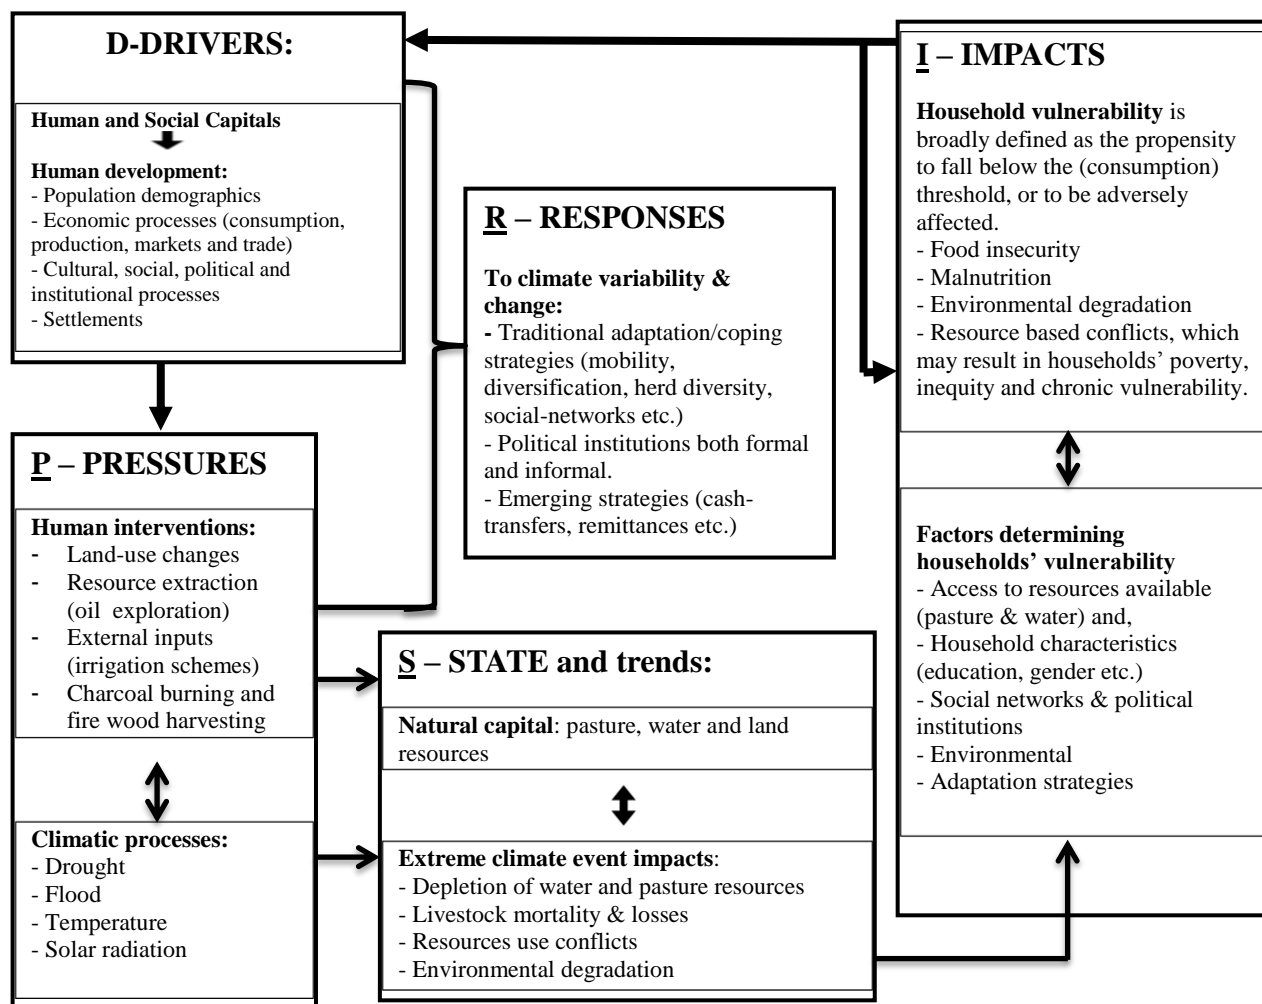 D-DRIVERS:
Human and Social Capitals
Human development:
- Population demographics
- Economic processes (consumption,
production, markets and trade)
- Cultural, social, political and
institutional processes
- Settlements
P – PRESSURES
Human interventions:
- Land-use changes
- Resource extraction
(oil exploration)
- External inputs
(irrigation schemes)
- Charcoal burning and
fire wood harvesting
Climatic processes:
- Drought
- Flood
- Temperature
- Solar radiation
R – RESPONSES
To climate variability &
change:
- Traditional adaptation/coping
strategies (mobility,
diversification, herd diversity,
social-networks etc.)
- Political institutions both formal
and informal.
- Emerging strategies (cash-
transfers, remittances etc.)
S – STATE and trends:
Natural capital: pasture, water and land
resources
Extreme climate event impacts:
- Depletion of water and pasture resources
- Livestock mortality & losses
- Resources use conflicts
- Environmental degradation
I – IMPACTS
Household vulnerability is
broadly defined as the propensity
to fall below the (consumption)
threshold, or to be adversely
affected.
- Food insecurity
- Malnutrition
- Environmental degradation
- Resource based conflicts, which
may result in households’ poverty,
inequity and chronic vulnerability.
Factors determining
households’ vulnerability
- Access to resources available
(pasture & water) and,
- Household characteristics
(education, gender etc.)
- Social networks & political
institutions
- Environmental
- Adaptation strategies